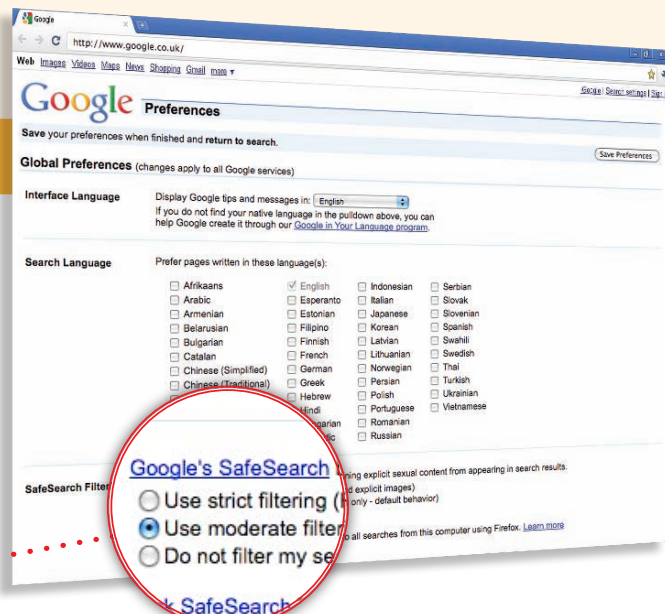 Google
http://www.google.co.uk/
Web Images Videos Maps News Shopping Gmail more ▼
Google | Search settings | Sign
Google Preferences
Save your preferences when finished and return to search.
Save Preferences
Global Preferences (changes apply to all Google services)
Interface Language
Display Google tips and messages in: English
If you do not find your native language in the pulldown above, you can
help Google create it through our Google in Your Language program.
Search Language
Prefer pages written in these language(s):
Afrikaans English Indonesian Serbian
Arabic Esperanto Italian Slovak
Armenian Estonian Japanese Slovenian
Belarusian Filipino Korean Spanish
Bulgarian Finnish Latvian Swahili
Catalan French Lithuanian Swedish
Chinese (Simplified) German Norwegian Thai
Chinese (Traditional) Greek Persian Turkish
Hebrew Polish Ukrainian
Hindi Portuguese Vietnamese
garian Romanian
Russian
SafeSearch Filter
Google's SafeSearch
ning explicit sexual content from appearing in search results.
Use strict filtering (
d explicit images)
Use moderate filter
only - default behavior)
Do not filter my se
o all searches from this computer using Firefox. Learn more
k SafeSearch